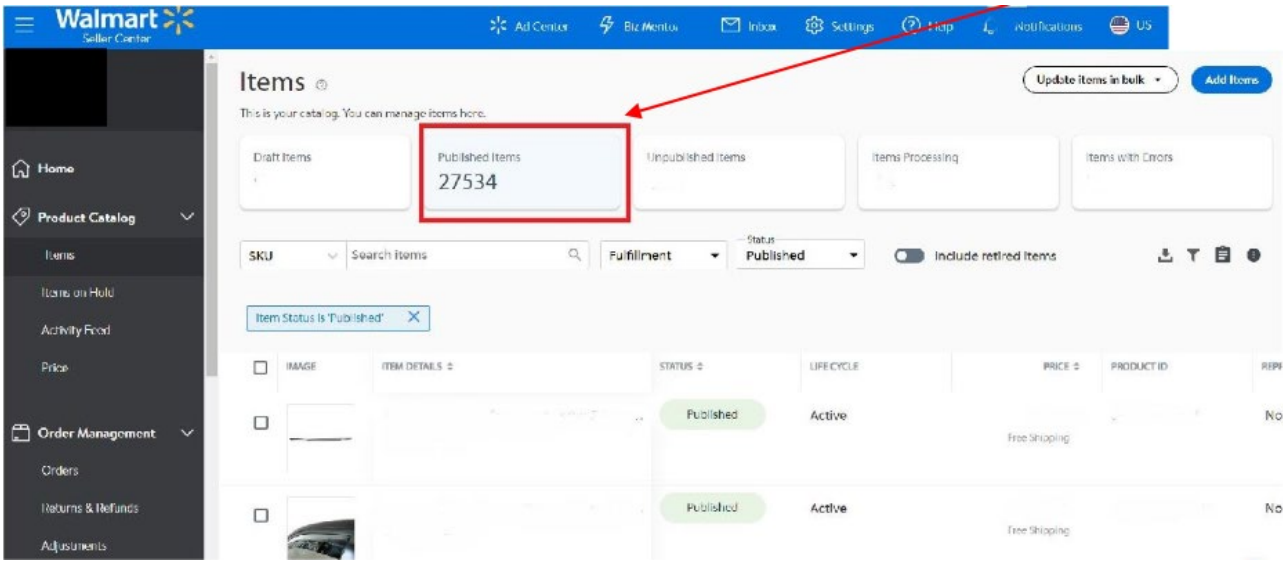 Walmart
Seller Center
Ad Center
Biz Mentor
Inbox
Settings
Help
Notifications
US
Items
Update items in bulk
Add Items
This is your catalog. You can manage items here.
Draft Items
Published Items
27534
Unpublished Items
Items Processing
Items with Errors
Home
Product Catalog
Items
Items on Hold
Activity Feed
Price
Order Management
Orders
Returns & Refunds
Adjustments
SKU
Search items
Fulfillment
Status
Published
Include retired items
Item Status is 'Published'
IMAGE
ITEM DETAILS
STATUS
LIFECYCLE
PRICE
PRODUCT ID
Published
Active
Free Shipping
No
Published
Active
Free Shipping
No